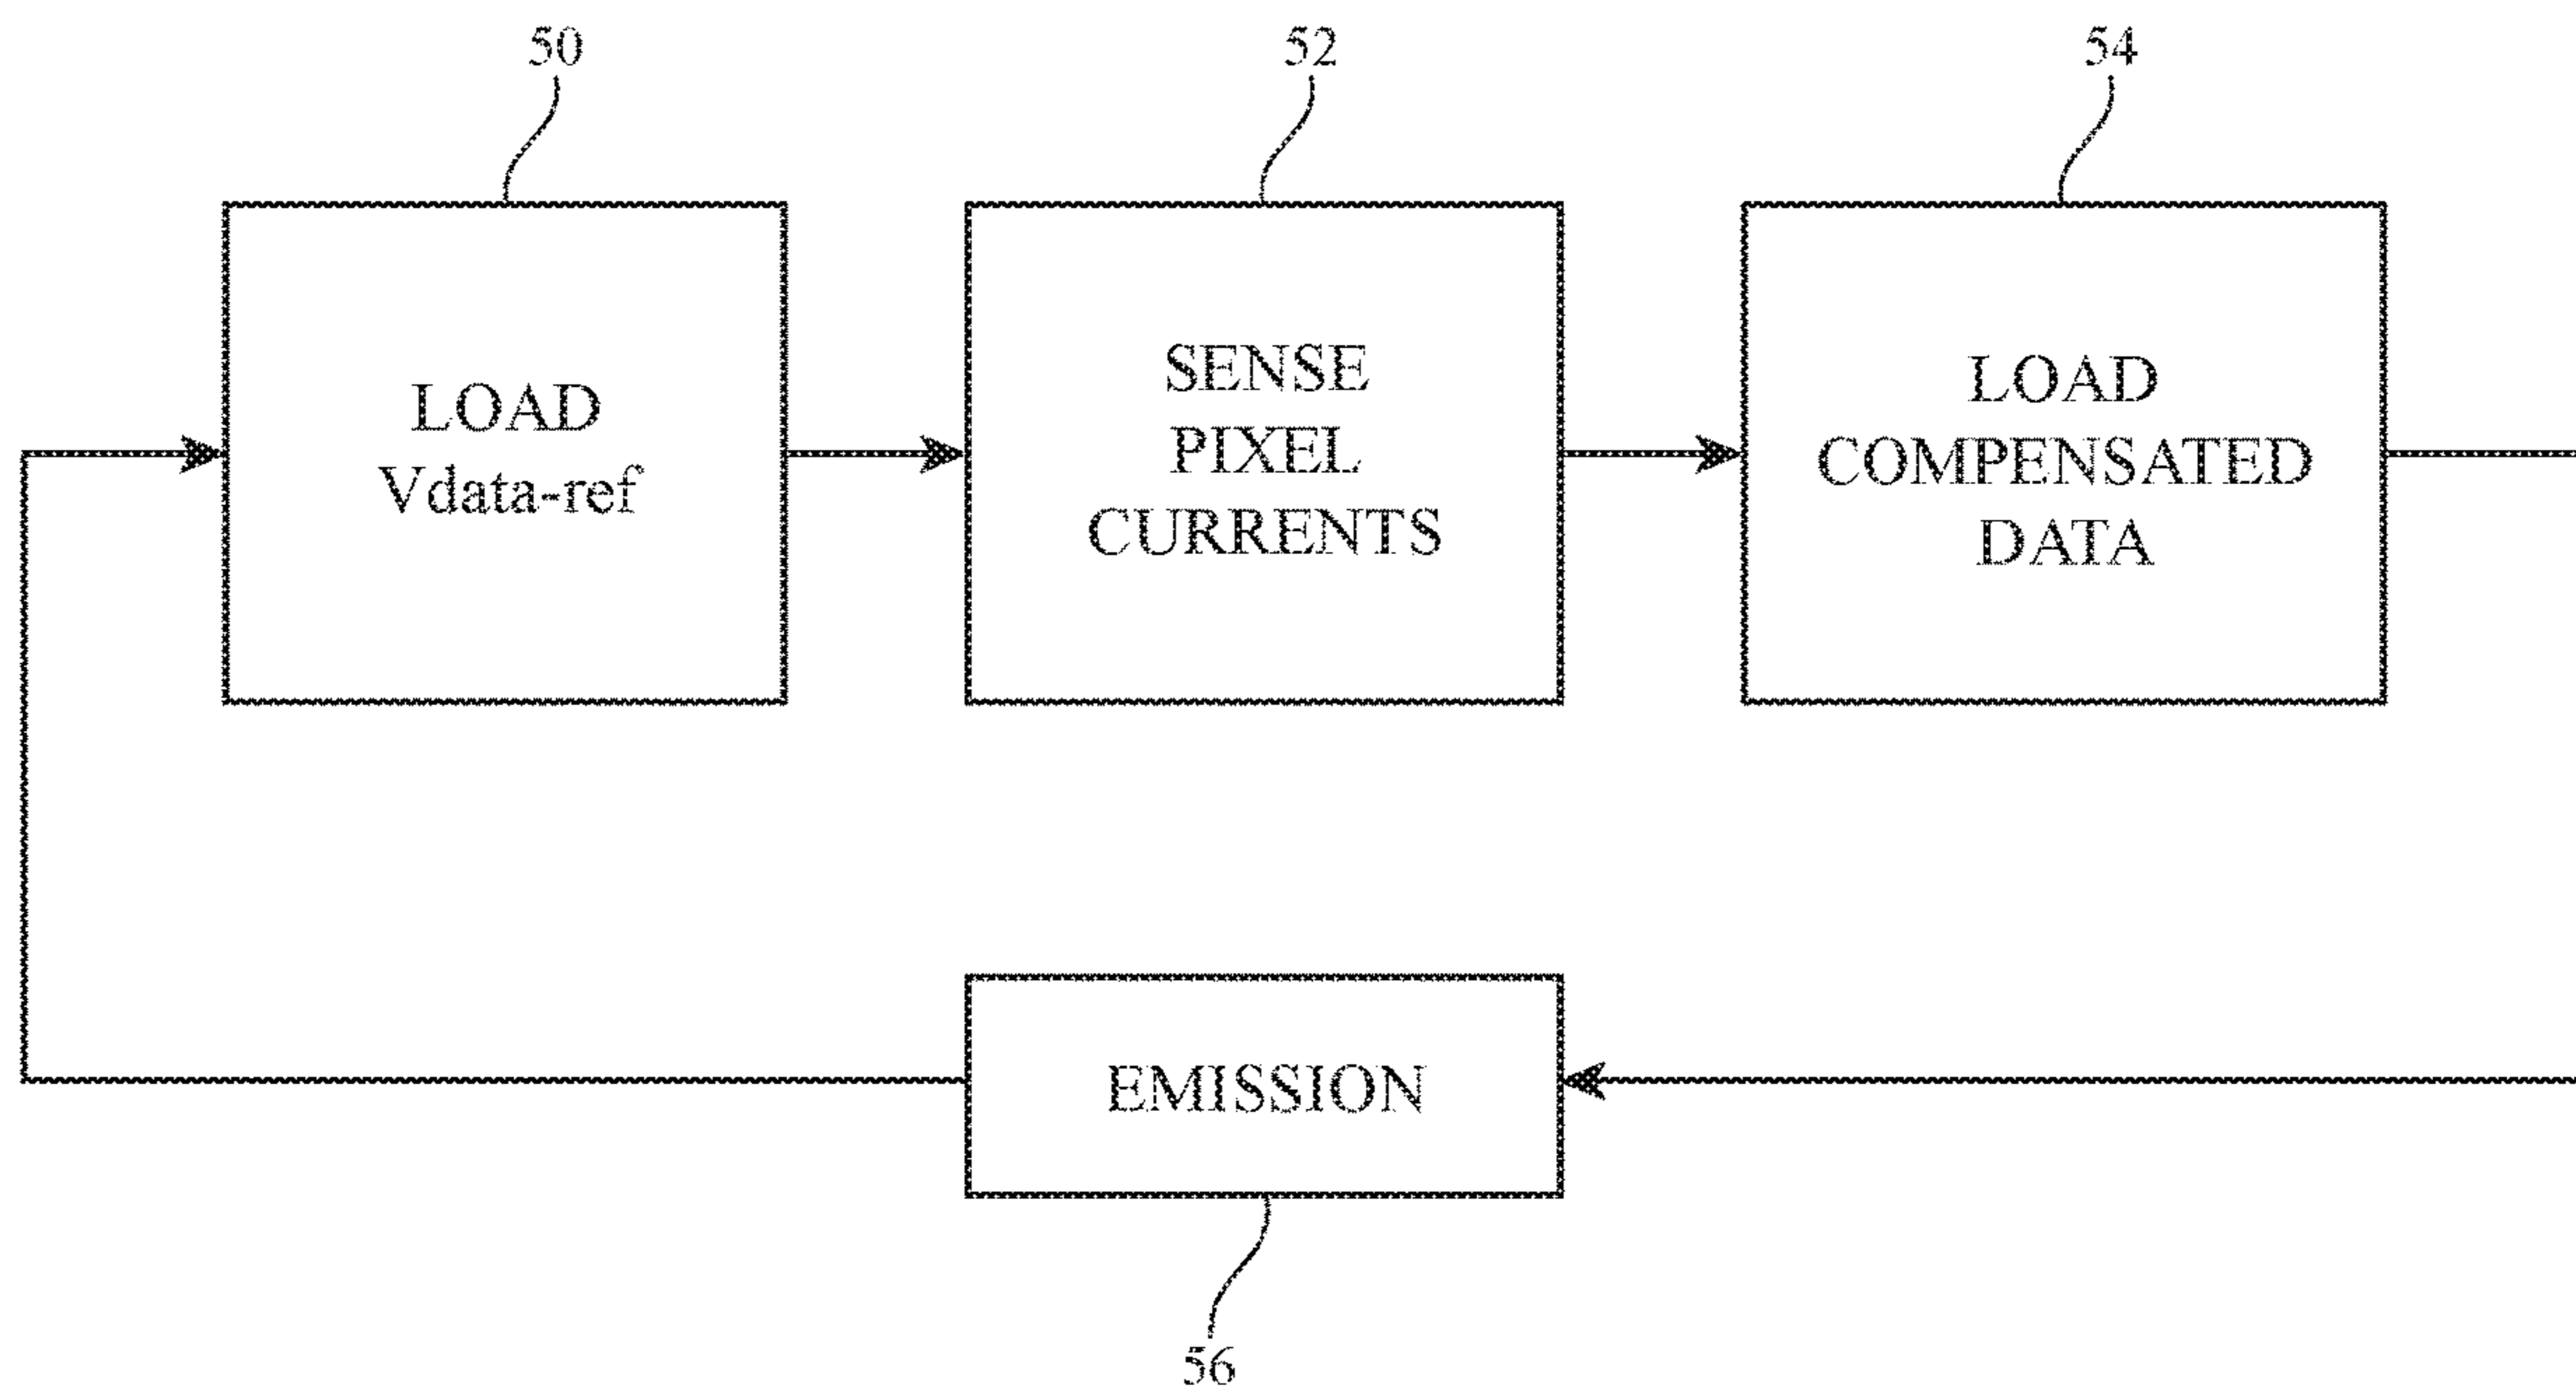 50
52
54
LOAD
Vdata-ref
SENSE
PIXEL
CURRENTS
LOAD
COMPENSATED
DATA
EMISSION
56